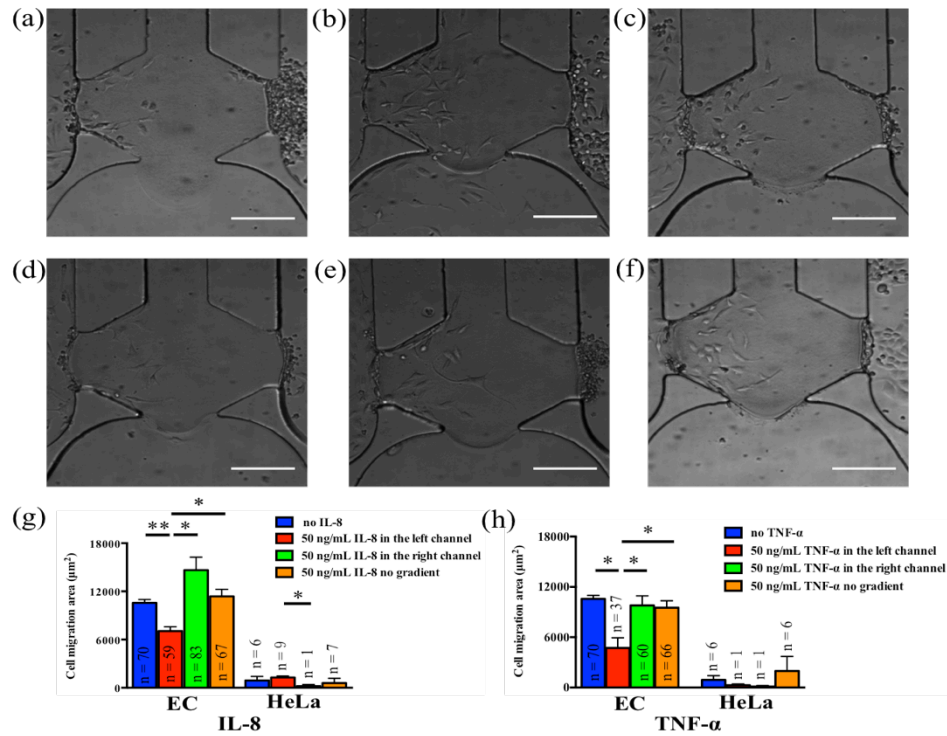 (a)
(b)
(c)
(d)
(e)
(f)
(g)
no IL-8
50 ng/mL IL-8 in the left channel
50 ng/mL IL-8 in the right channel
50 ng/mL IL-8 no gradient
** *
*
*
Cell migration area (µm²)
18000
12000
6000
0
n = 70
n = 59
n = 83
n = 67
n = 6
n = 9
n = 1
n = 7
EC
HeLa
IL-8
(h)
no TNF-α
50 ng/mL TNF-α in the left channel
50 ng/mL TNF-α in the right channel
50 ng/mL TNF-α no gradient
* *
*
Cell migration area (µm²)
18000
12000
6000
0
n = 70
n = 37
n = 60
n = 66
n = 6
n = 1
n = 1
n = 6
EC
HeLa
TNF-α